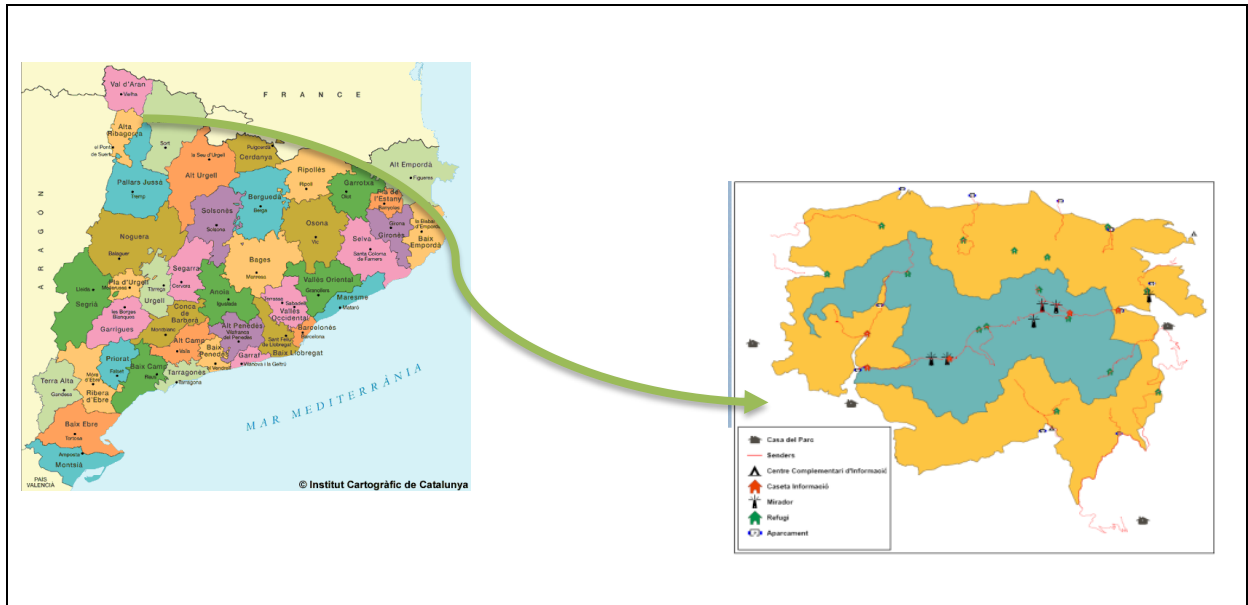 Val d'Aran
Vielha
F R A N C E
Alta
Ribagorça
el Pont
de Suert
Sort
la Seu d'Urgell
Puigcerdà
Cerdanya
Alt Urgell
Ripollès
Ripoll
Alt Empordà
Figueres
Garrotxa
Olot
Pla de
l'Estany
Banyoles
Pallars Jussà
Tremp
Berguedà
Berga
Solsonès
Solsona
Osona
Vic
Girona
Gironès
la Bisbal
d'Empordà
Baix
Empordà
Selva
Santa Coloma
de Farners
A R A G Ó N
Noguera
Balaguer
Segarra
Cervera
Bages
Manresa
Vallès Oriental
Granollers
Maresme
Mataró
Lleida
Segrià
Pla d'Urgell
Mollerussa
Tàrrega
Urgell
Anoia
Igualada
Terrassa
Sabadell
Vallès
Occidental
les Borges
Blanques
Garrigues
Conca
de
Barberà
Montblanc
Alt Penedès
Vilafranca
del Penedès
Sant Feliu
de Llobregat
Barcelonès
Barcelona
Baix Llobregat
Alt Camp
Valls
Baix
Penedès
el Vendrell
Garraf
Vilanova i la Geltrú
Priorat
Falset
Baix Camp
Reus
Tarragonès
Tarragona
Terra Alta
Gandesa
Móra
d'Ebre
Ribera
d'Ebre
Baix Ebre
Tortosa
Amposta
Montsià
PAÍS
VALENCIÀ
MAR MEDITERRÀNIA
© Institut Cartogràfic de Catalunya
Casa del Parc
Senders
Centre Complementari d'Informació
Caseta Informació
Mirador
Refugi
Aparcament